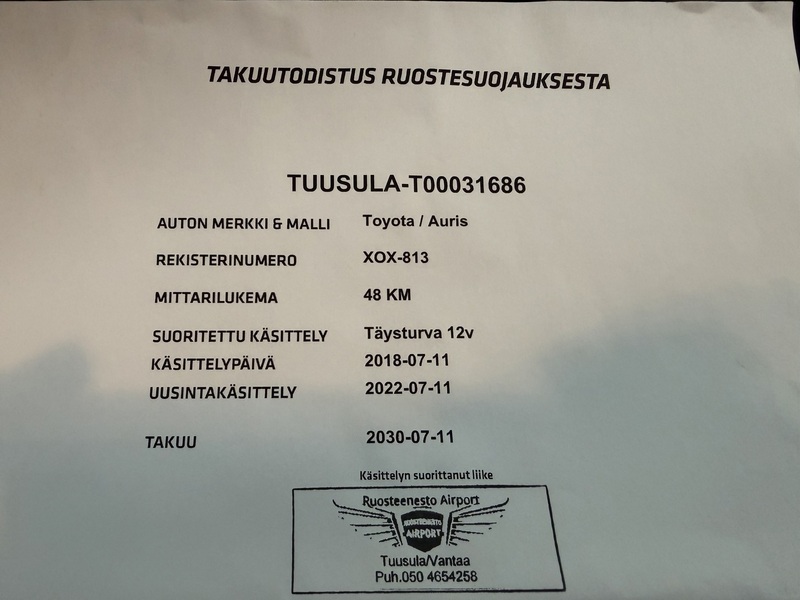 TAKUUTODISTUS RUOSTESUOJAUKSESTA
TUUSULA-T00031686
AUTON MERKKI & MALLI Toyota / Auris
REKISTERINUMERO XOX-813
MITTARILUKEMA 48 KM
SUORITETTU KÄSITTELY Täysturva 12v
KÄSITTELYPÄIVÄ 2018-07-11
UUSINTAKÄSITTELY 2022-07-11
TAKUU 2030-07-11
Käsittelyn suorittanut liike
Ruosteenesto Airport
RUOSTEENESTO
AIRPORT
Tuusula/Vantaa
Puh.050 4654258